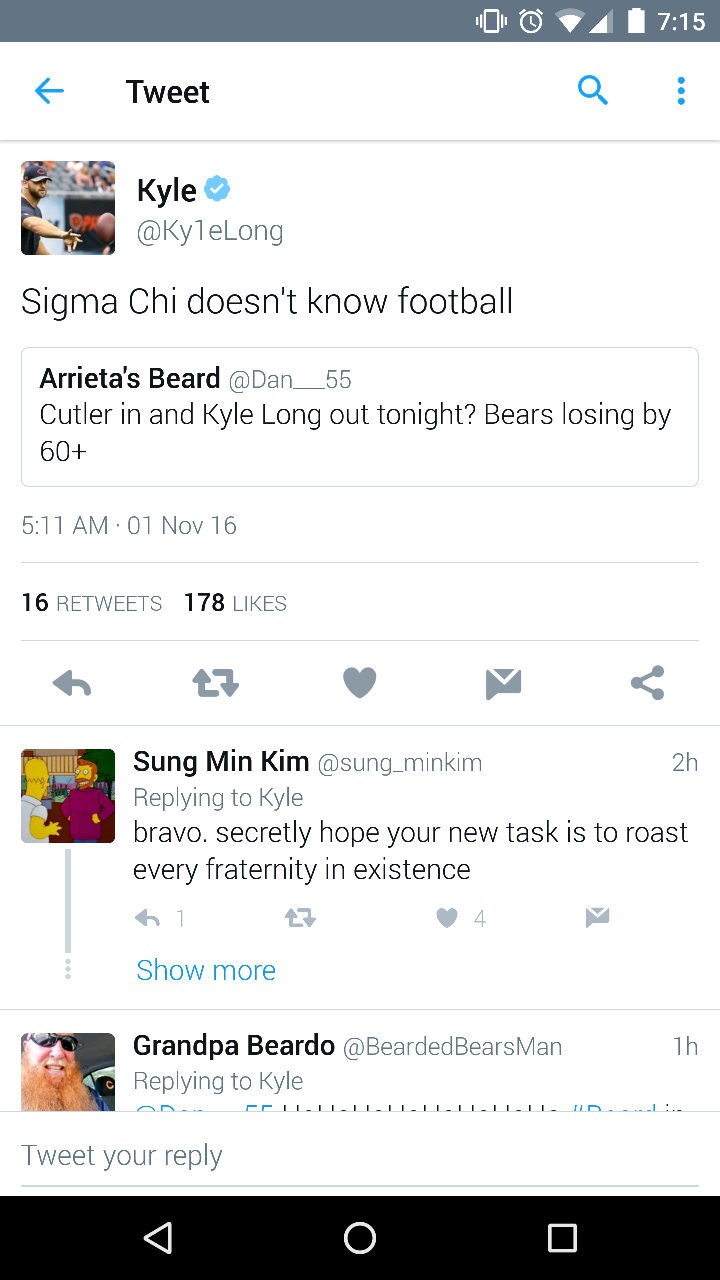 7:15
Tweet
Kyle
@Ky1eLong
Sigma Chi doesn't know football
Arrieta's Beard @Dan___55
Cutler in and Kyle Long out tonight? Bears losing by
60+
5:11 AM · 01 Nov 16
16 RETWEETS 178 LIKES
Sung Min Kim @sung_minkim 2h
Replying to Kyle
bravo. secretly hope your new task is to roast
every fraternity in existence
1 4
Show more
Grandpa Beardo @BeardedBearsMan 1h
Replying to Kyle
Tweet your reply